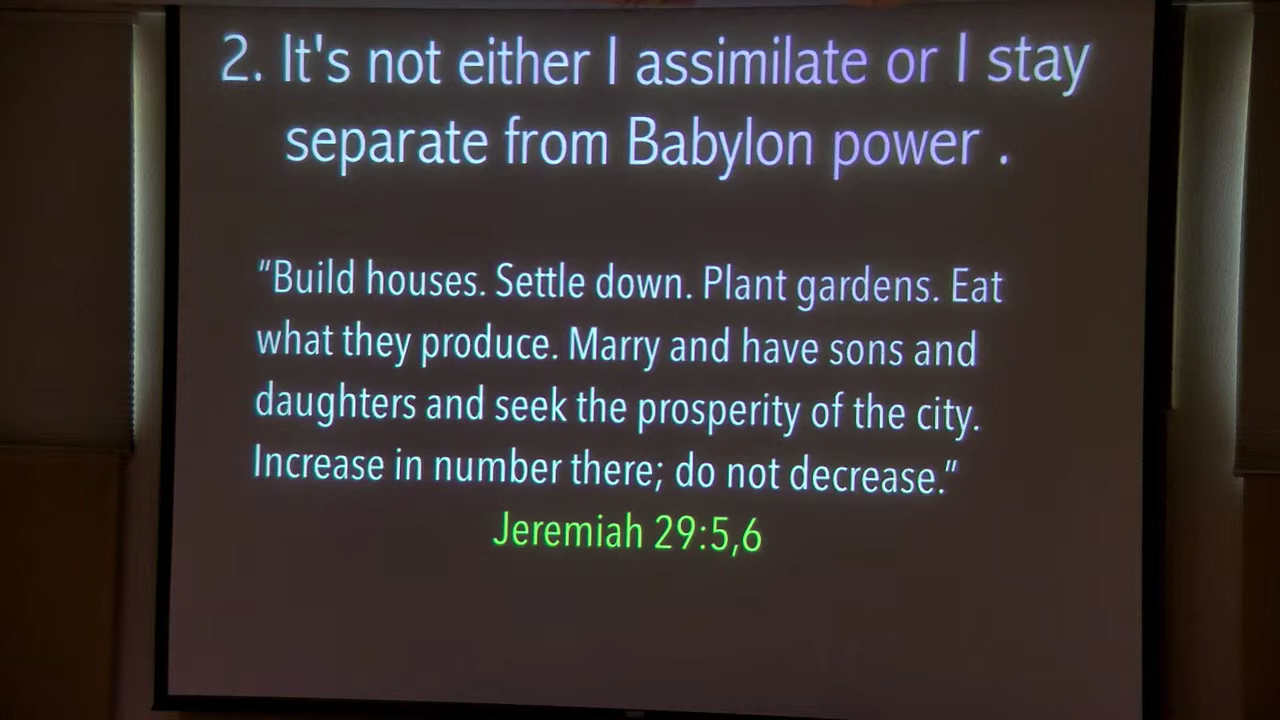 2. It's not either I assimilate or I stay
separate from Babylon power .
“Build houses. Settle down. Plant gardens. Eat
what they produce. Marry and have sons and
daughters and seek the prosperity of the city.
Increase in number there; do not decrease.”
Jeremiah 29:5,6